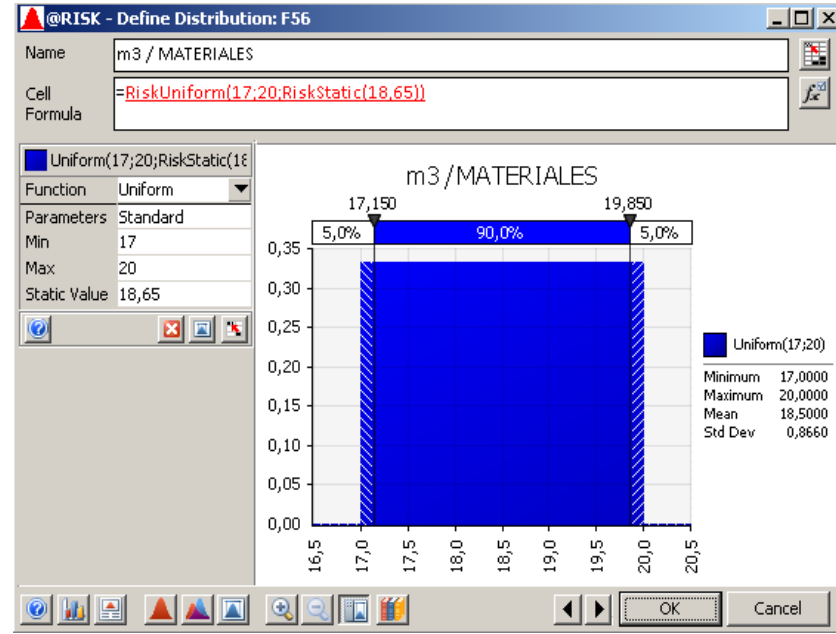 @RISK - Define Distribution: F56
Name
m3 / MATERIALES
Cell
Formula
=RiskUniform(17;20;RiskStatic(18,65))
Uniform(17;20;RiskStatic(18
Function Uniform
Parameters Standard
Min 17
Max 20
Static Value 18,65
m3 / MATERIALES
17,150 19,850
5,0% 90,0% 5,0%
0,35
0,30
0,25
0,20
0,15
0,10
0,05
0,00
16,5 17,0 17,5 18,0 18,5 19,0 19,5 20,0 20,5
Uniform(17;20)
Minimum 17,0000
Maximum 20,0000
Mean 18,5000
Std Dev 0,8660
OK Cancel